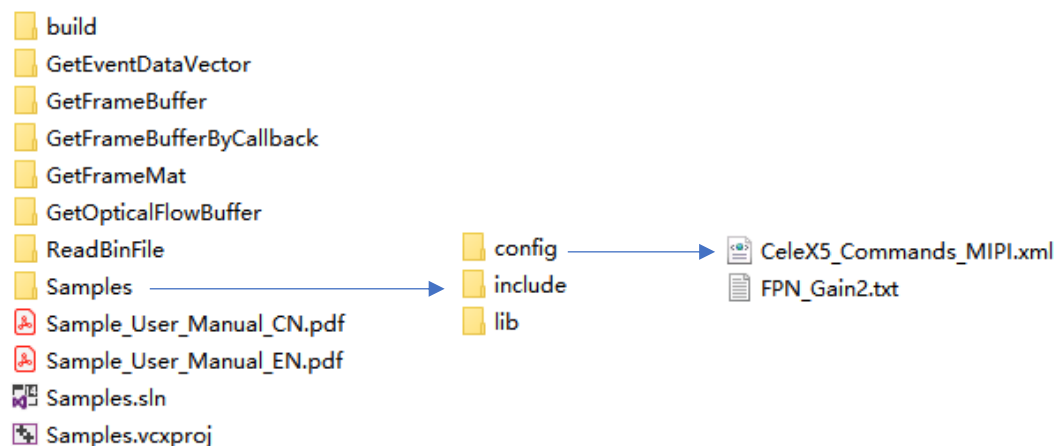 build
GetEventDataVector
GetFrameBuffer
GetFrameBufferByCallback
GetFrameMat
GetOpticalFlowBuffer
ReadBinFile
Samples
Sample_User_Manual_CN.pdf
Sample_User_Manual_EN.pdf
Samples.sln
Samples.vcxproj
config
include
lib
CeleX5_Commands_MIPI.xml
FPN_Gain2.txt